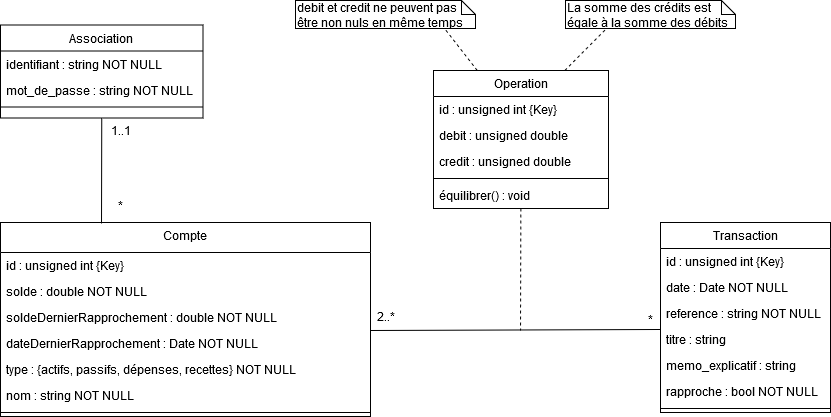 debit et credit ne peuvent pas
être non nuls en même temps
La somme des crédits est
égale à la somme des débits
Association
identifiant : string NOT NULL
mot_de_passe : string NOT NULL
Operation
id : unsigned int {Key}
debit : unsigned double
credit : unsigned double
équilibrer() : void
1..1
*
Compte
id : unsigned int {Key}
solde : double NOT NULL
soldeDernierRapprochement : double NOT NULL
dateDernierRapprochement : Date NOT NULL
type : {actifs, passifs, dépenses, recettes} NOT NULL
nom : string NOT NULL
2..*
*
Transaction
id : unsigned int {Key}
date : Date NOT NULL
reference : string NOT NULL
titre : string
memo_explicatif : string
rapproche : bool NOT NULL